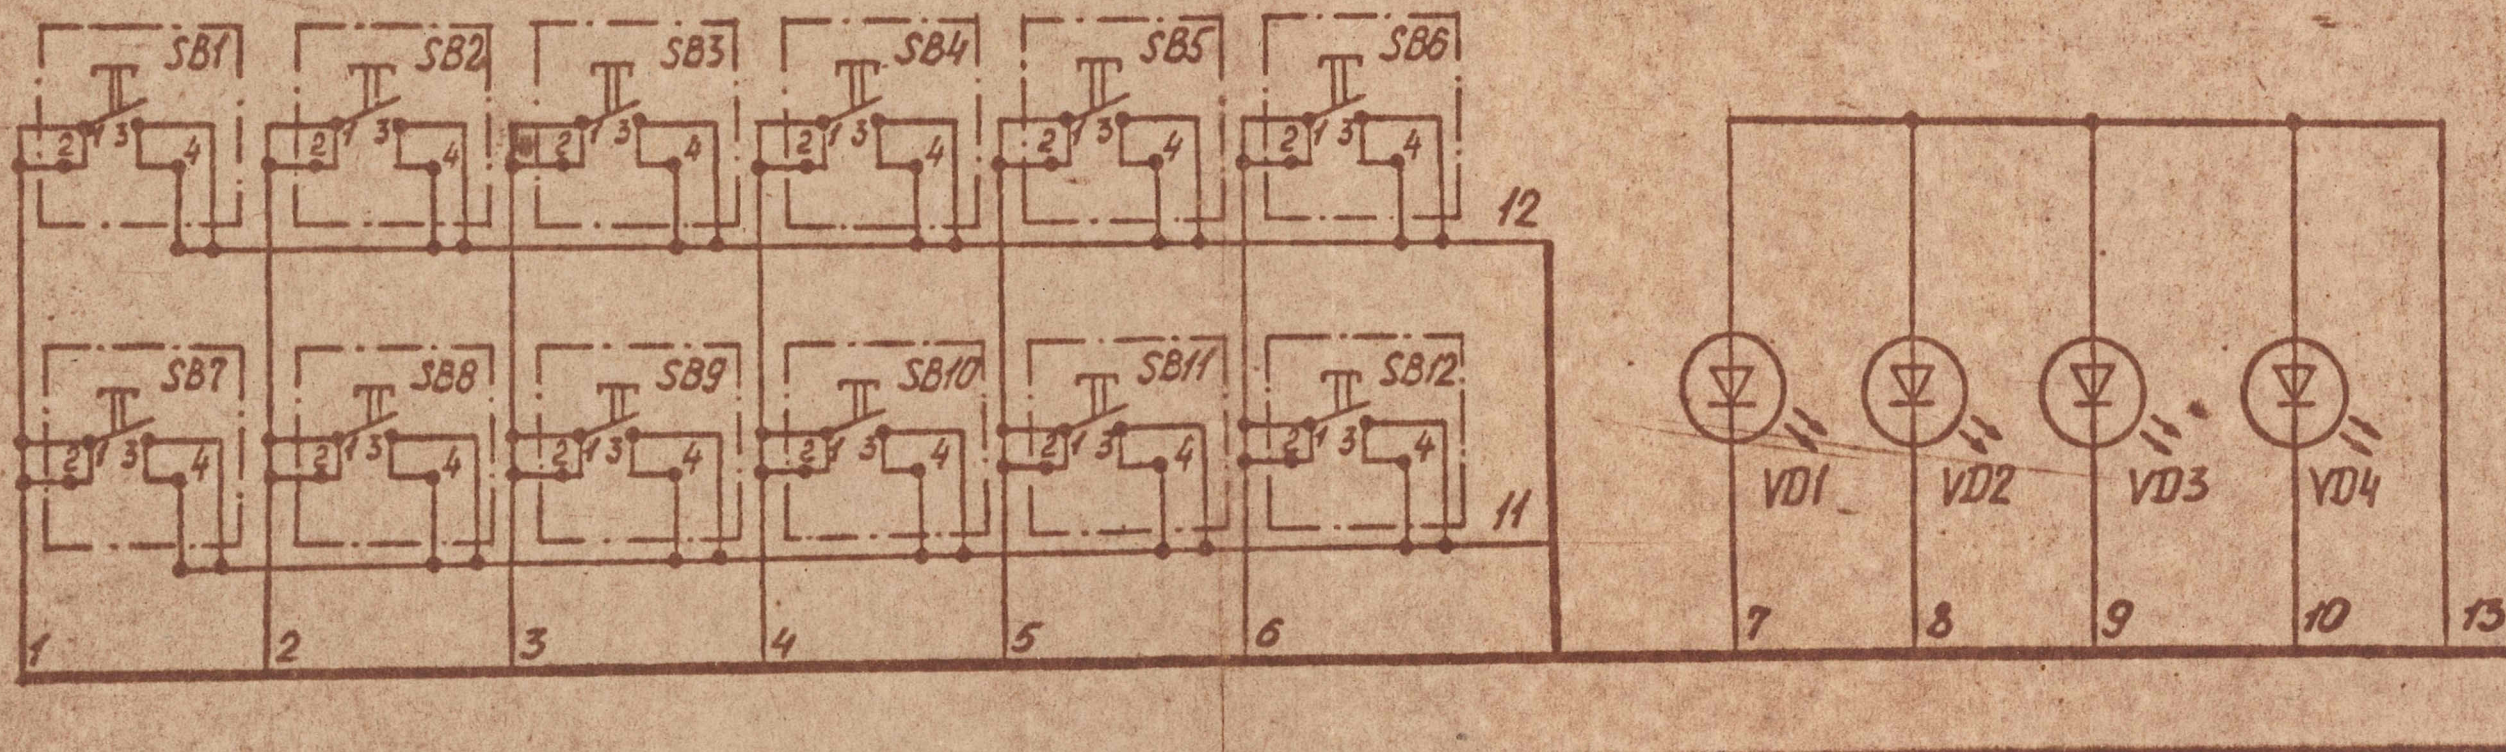 SB1 SB2 SB3 SB4 SB5 SB6
2 1 3 4 2 1 3 4 2 1 3 4 2 1 3 4 2 1 3 4 2 1 3 4
12
SB7 SB8 SB9 SB10 SB11 SB12
2 1 3 4 2 1 3 4 2 1 3 4 2 1 3 4 2 1 3 4 2 1 3 4
VD1 VD2 VD3 VD4
11
1 2 3 4 5 6 7 8 9 10 13